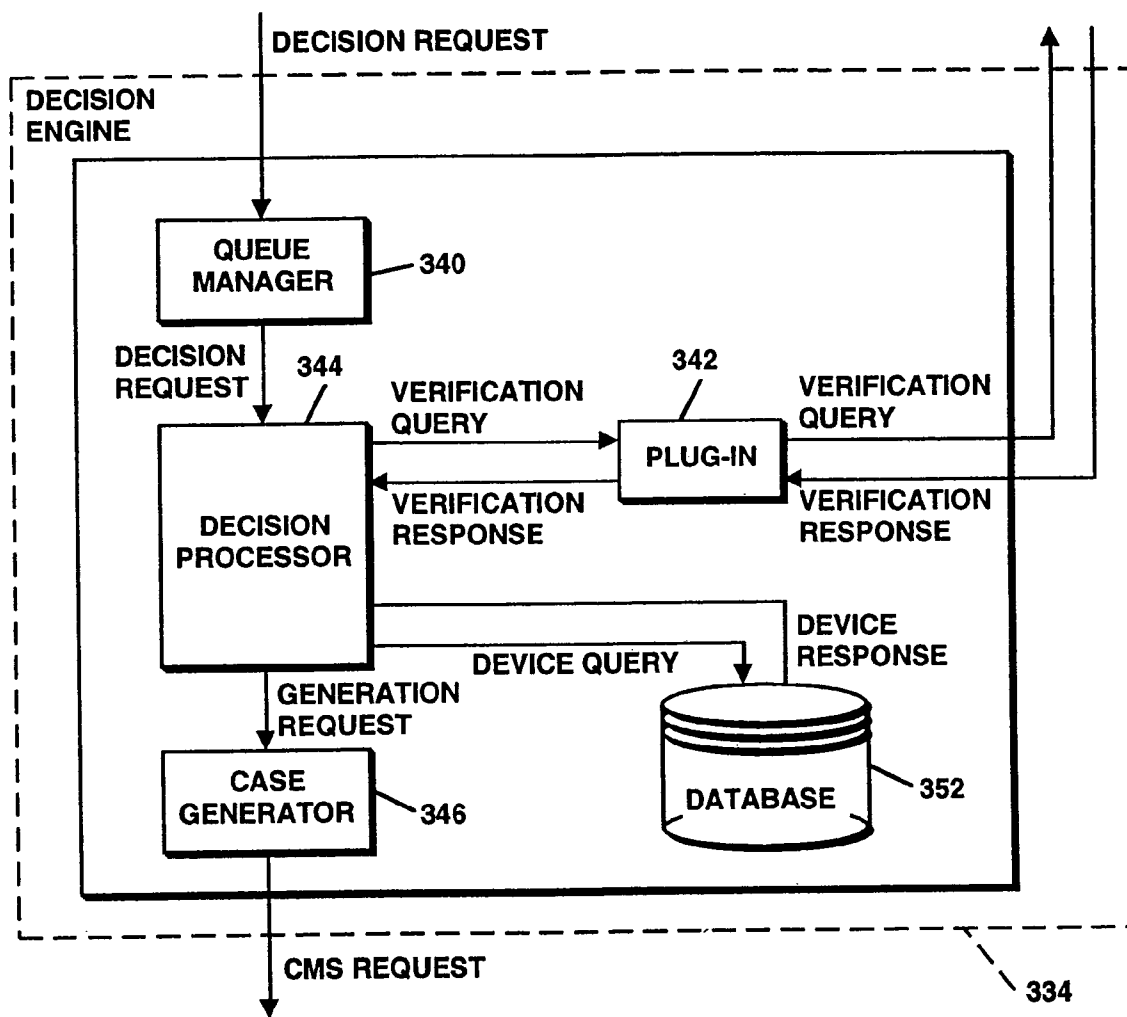 DECISION REQUEST
DECISION
ENGINE
QUEUE
MANAGER
340
DECISION
REQUEST
344
VERIFICATION
QUERY
342
VERIFICATION
QUERY
PLUG-IN
VERIFICATION
RESPONSE
VERIFICATION
RESPONSE
DECISION
PROCESSOR
DEVICE
RESPONSE
DEVICE QUERY
GENERATION
REQUEST
CASE
GENERATOR
346
DATABASE
352
CMS REQUEST
334